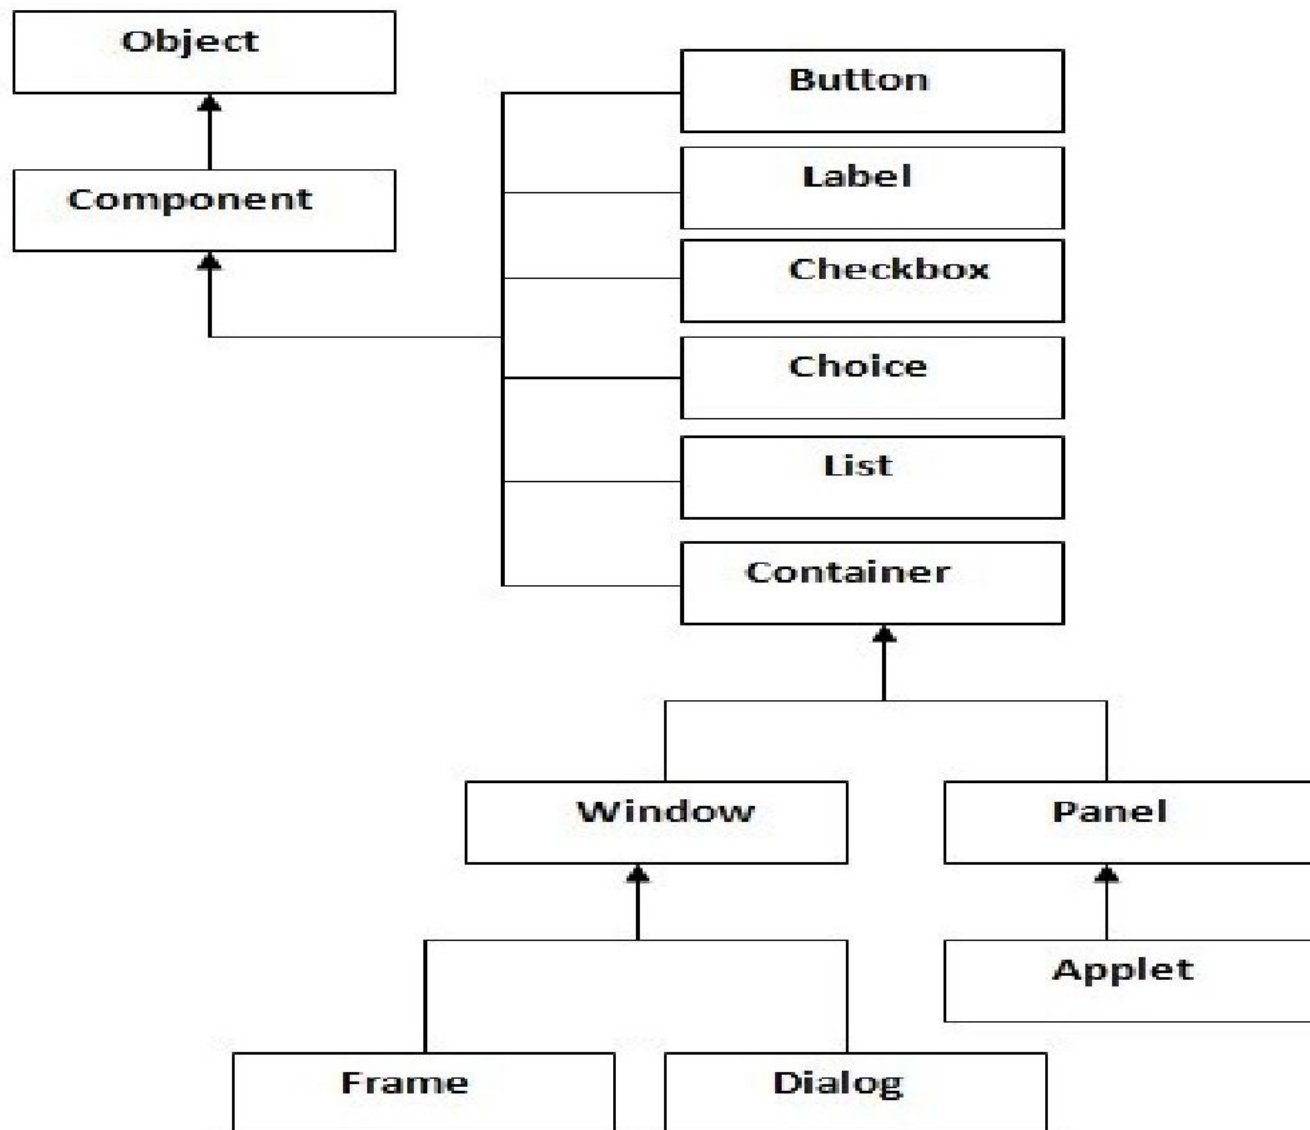 Object
Component
Button
Label
Checkbox
Choice
List
Container
Window
Panel
Applet
Frame
Dialog